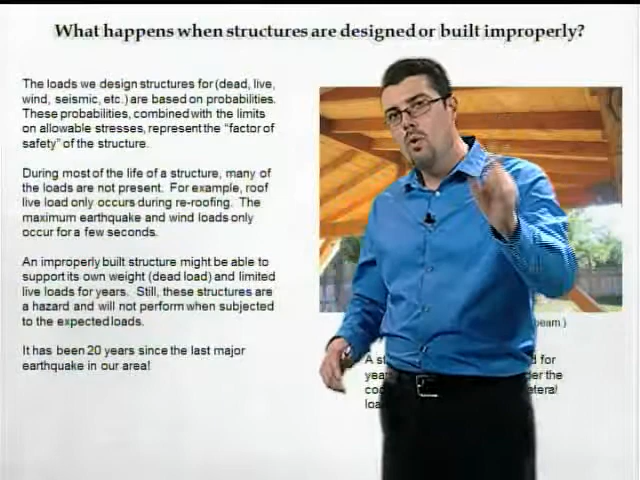 What happens when structures are designed or built improperly?
The loads we design structures for (dead, live,
wind, seismic, etc.) are based on probabilities.
These probabilities, combined with the limits
on allowable stresses, represent the "factor of
safety" of the structure.
During most of the life of a structure, many of
the loads are not present. For example, roof
live load only occurs during re-roofing. The
maximum earthquake and wind loads only
occur for a few seconds.
An improperly built structure might be able to
support its own weight (dead load) and limited
live loads for years. Still, these structures are
a hazard and will not perform when subjected
to the expected loads.
It has been 20 years since the last major
earthquake in our area!
beam.)
A for
the